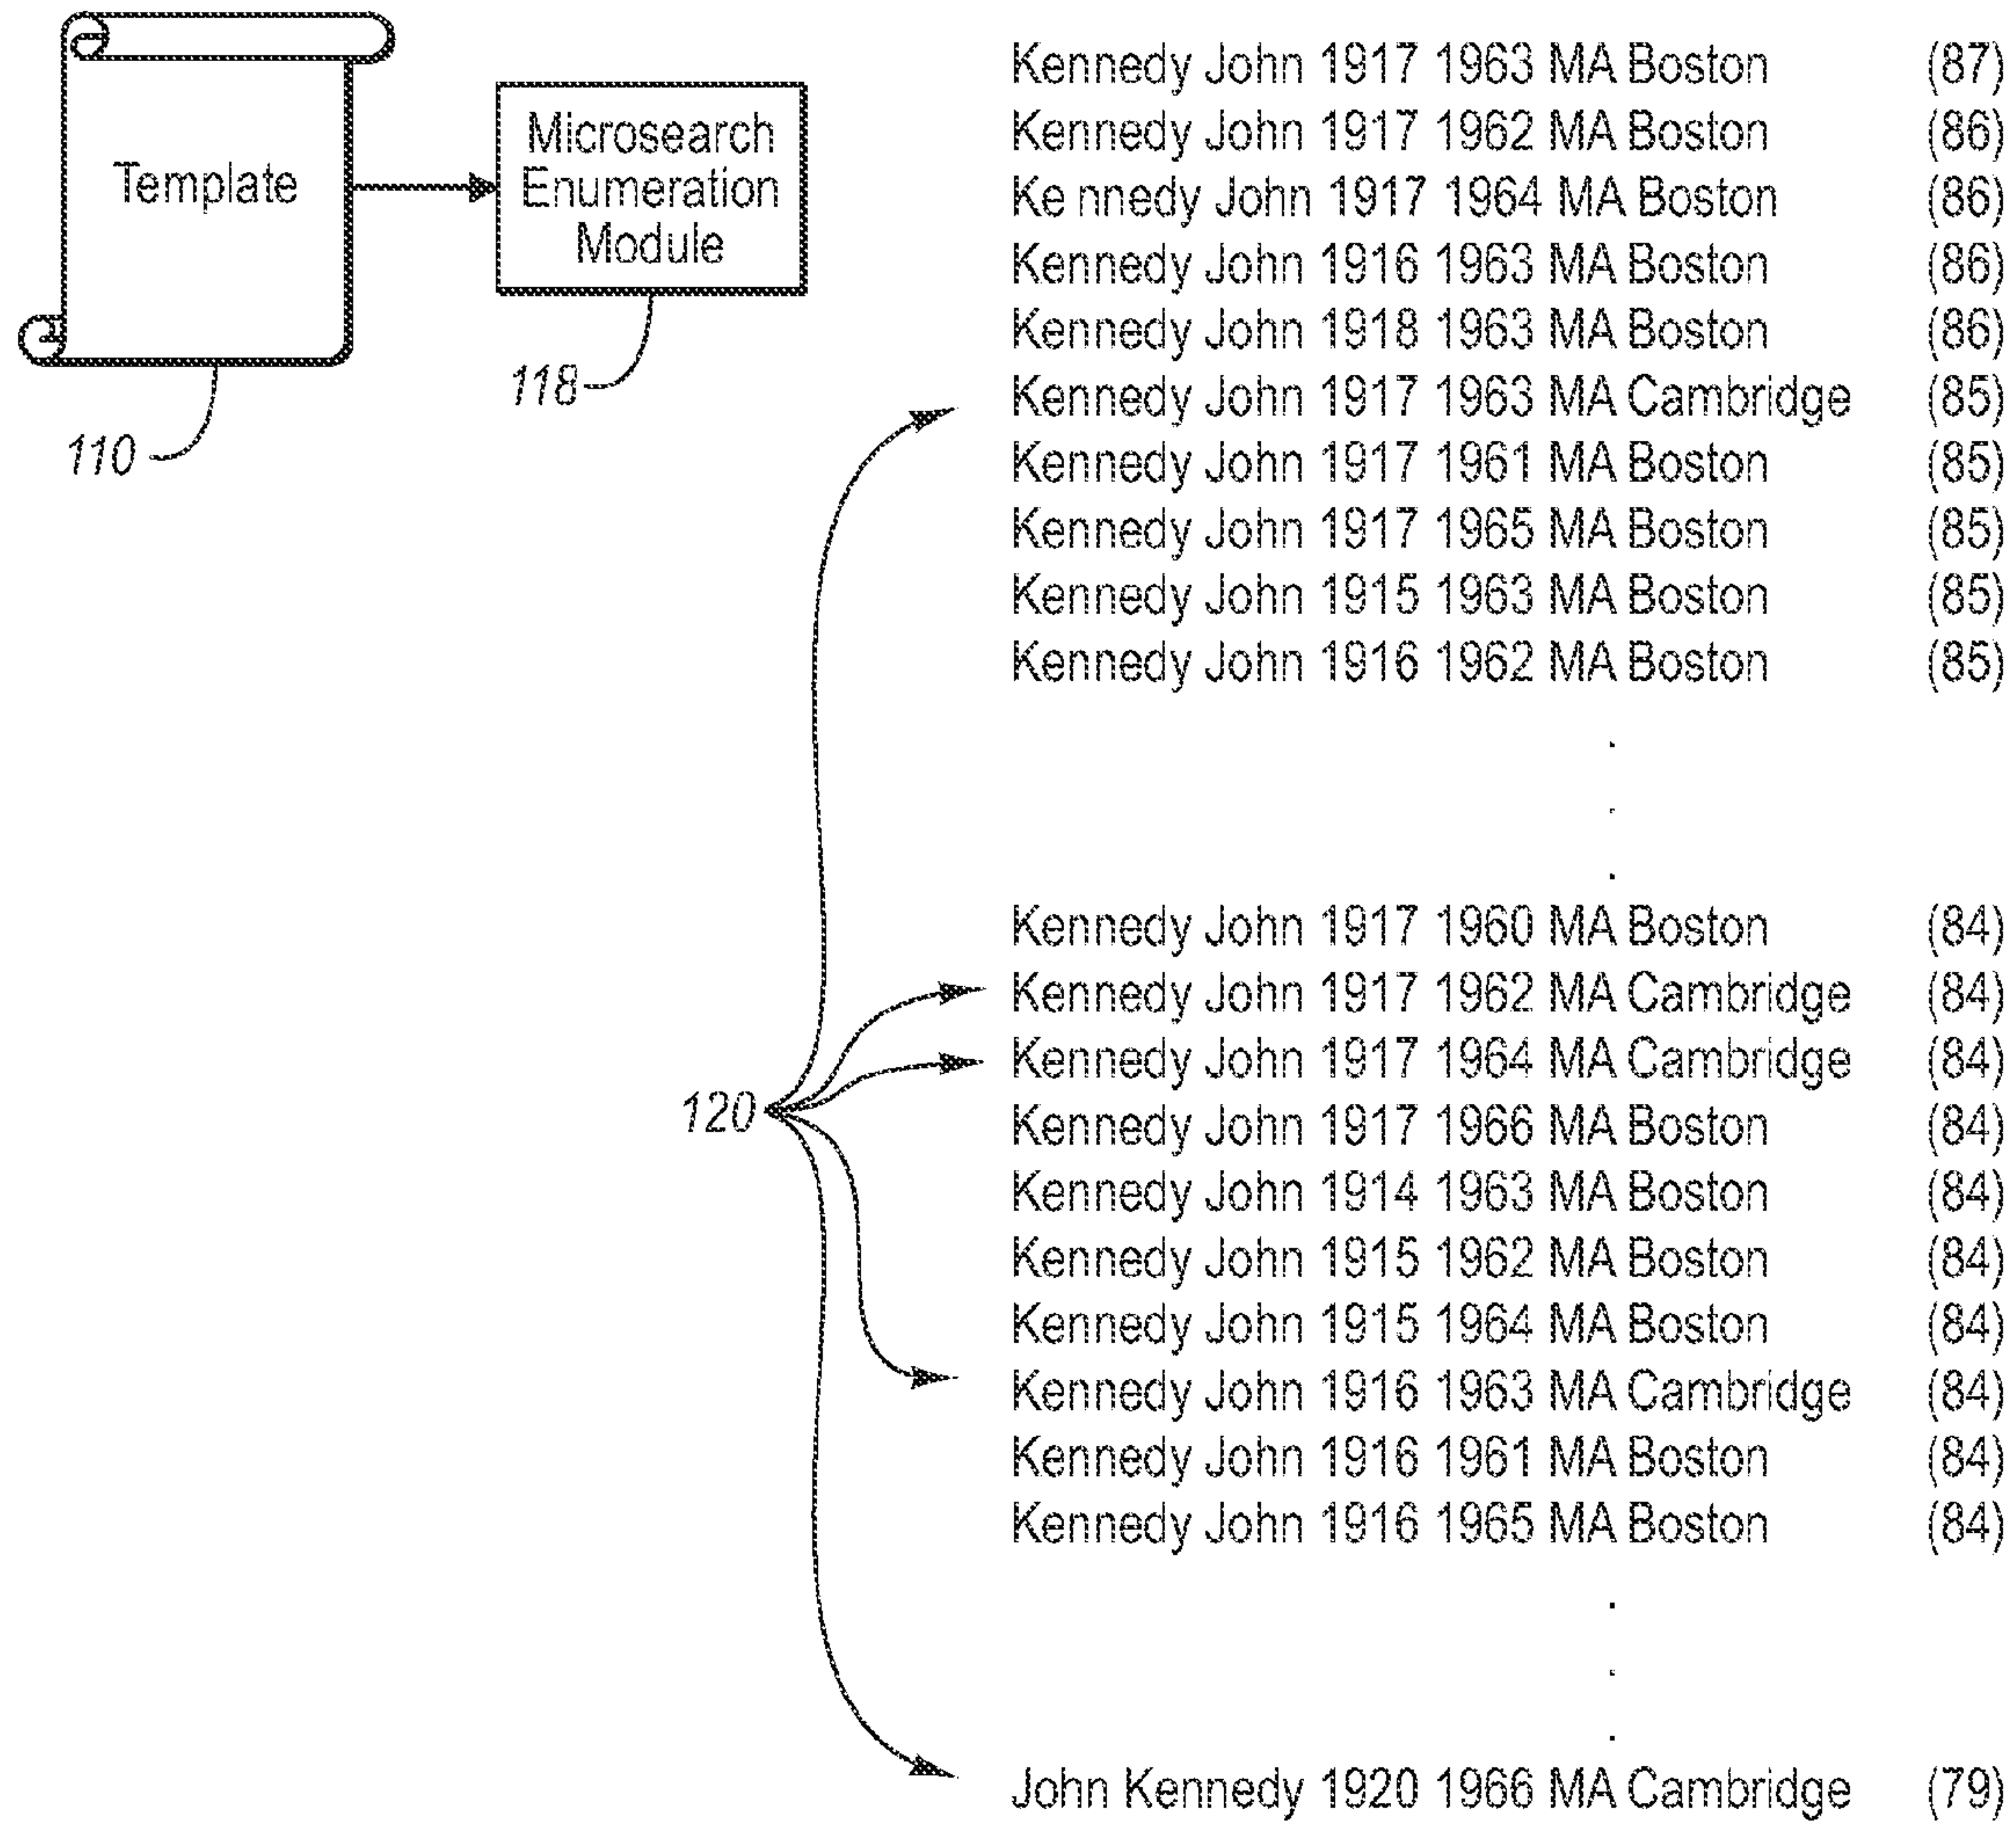 Template
Microsearch
Enumeration
Module
110
118
120
Kennedy John 1917 1963 MA Boston (87)
Kennedy John 1917 1962 MA Boston (86)
Ke nnedy John 1917 1964 MA Boston (86)
Kennedy John 1916 1963 MA Boston (86)
Kennedy John 1918 1963 MA Boston (86)
Kennedy John 1917 1963 MA Cambridge (85)
Kennedy John 1917 1961 MA Boston (85)
Kennedy John 1917 1965 MA Boston (85)
Kennedy John 1915 1963 MA Boston (85)
Kennedy John 1916 1962 MA Boston (85)
.
.
.
Kennedy John 1917 1960 MA Boston (84)
Kennedy John 1917 1962 MA Cambridge (84)
Kennedy John 1917 1964 MA Cambridge (84)
Kennedy John 1917 1966 MA Boston (84)
Kennedy John 1914 1963 MA Boston (84)
Kennedy John 1915 1962 MA Boston (84)
Kennedy John 1915 1964 MA Boston (84)
Kennedy John 1916 1963 MA Cambridge (84)
Kennedy John 1916 1961 MA Boston (84)
Kennedy John 1916 1965 MA Boston (84)
.
.
.
John Kennedy 1920 1966 MA Cambridge (79)